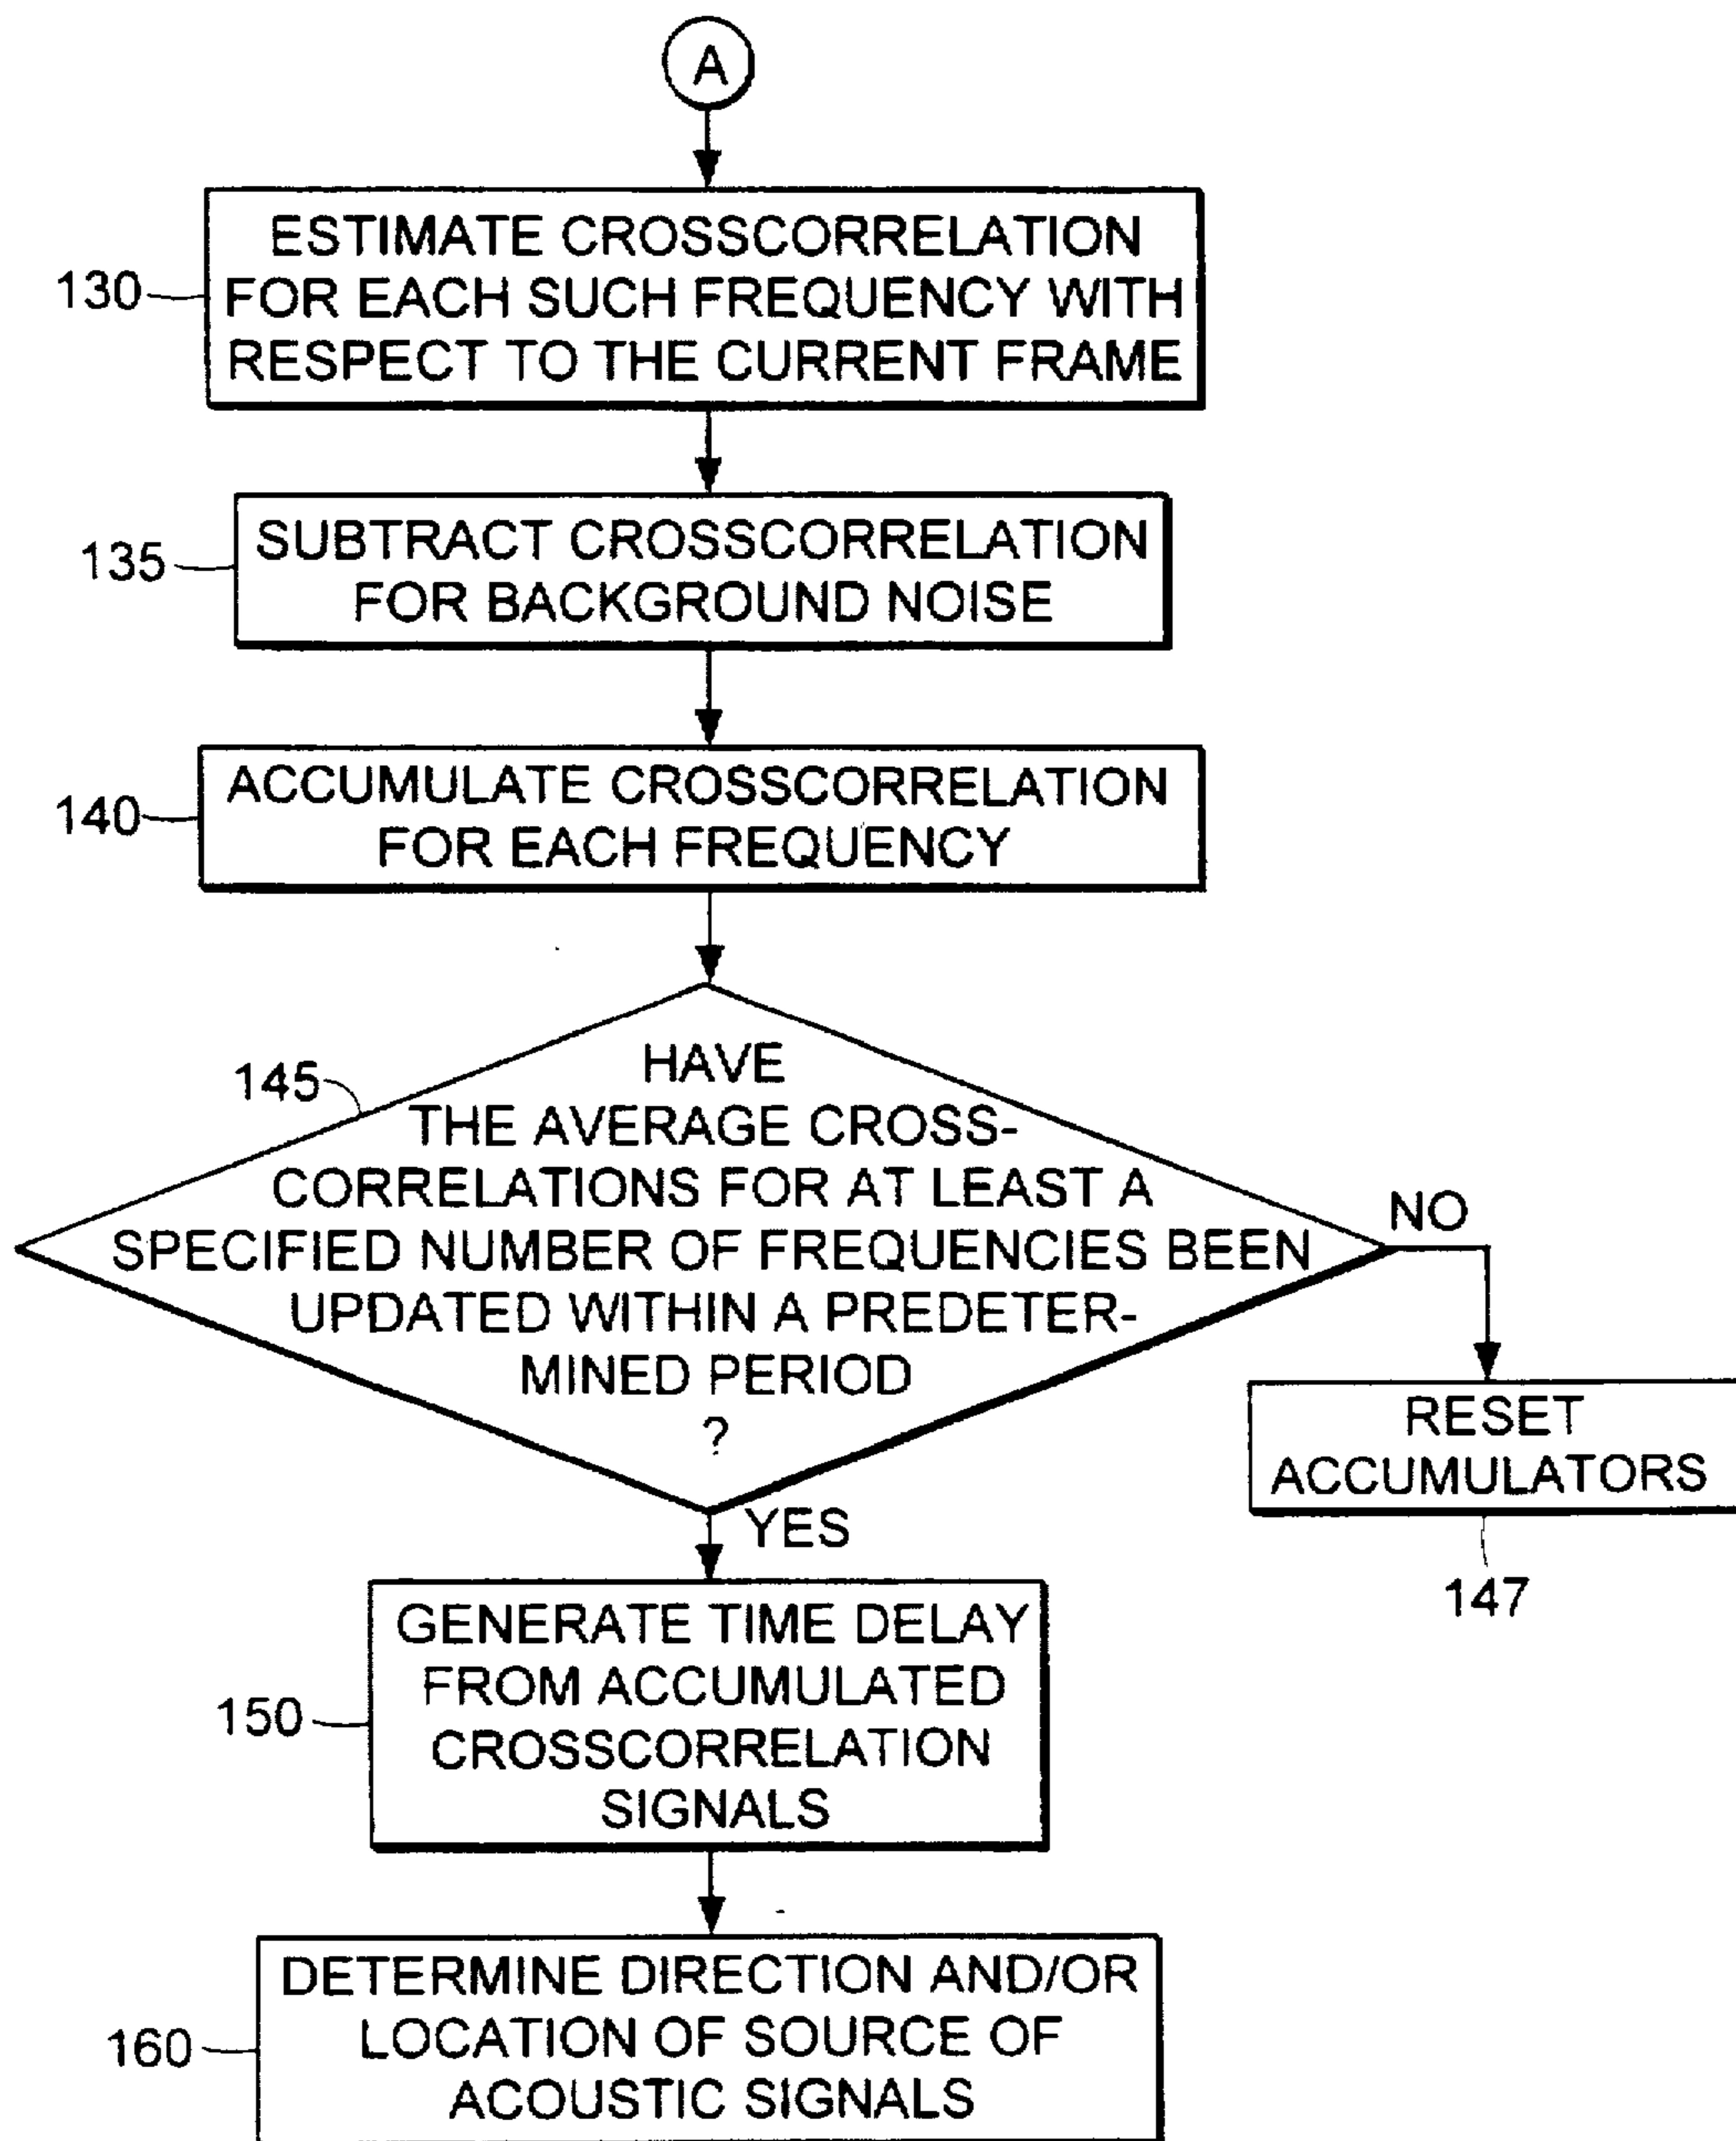 A
130
ESTIMATE CROSSCORRELATION
FOR EACH SUCH FREQUENCY WITH
RESPECT TO THE CURRENT FRAME
135
SUBTRACT CROSSCORRELATION
FOR BACKGROUND NOISE
140
ACCUMULATE CROSSCORRELATION
FOR EACH FREQUENCY
145
HAVE
THE AVERAGE CROSS-
CORRELATIONS FOR AT LEAST A
SPECIFIED NUMBER OF FREQUENCIES BEEN
UPDATED WITHIN A PREDETER-
MINED PERIOD
?
NO
RESET
ACCUMULATORS
147
YES
150
GENERATE TIME DELAY
FROM ACCUMULATED
CROSSCORRELATION
SIGNALS
160
DETERMINE DIRECTION AND/OR
LOCATION OF SOURCE OF
ACOUSTIC SIGNALS